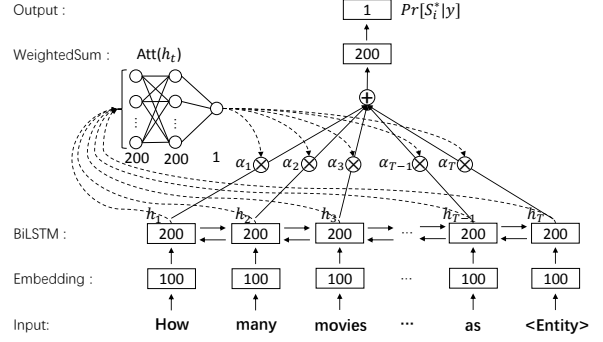 Output : 1 Pr[S_i^*|y]
WeightedSum : Att(h_t) 200
⋮ ⋮ ⋮
200 200 1 α_1 α_2 α_3 α_{T−1} α_T
h_1 h_2 h_3 h_{T−1} h_T
BiLSTM : 200 200 200 ... 200 200
Embedding : 100 100 100 ... 100 100
Input: How many movies ... as <Entity>